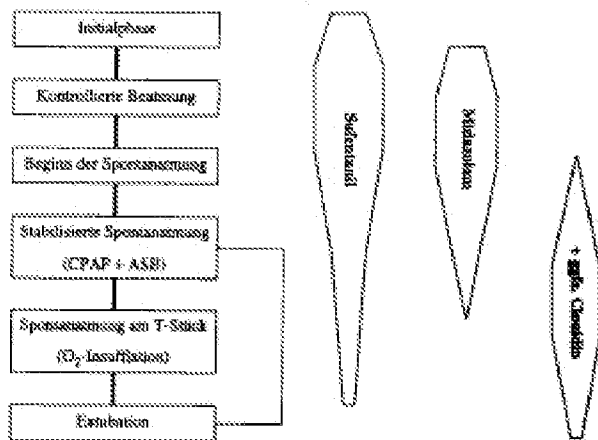 Initialphase
Kontrollierte Beatmung
Beginn der Spontanatmung
Stabilisierte Spontanatmung
(CPAP + ASB)
Spontanatmung am T-Stück
(O₂-Insufflation)
Extubation
Sufentanil
Midazolam
+ ggfs. Clonidin